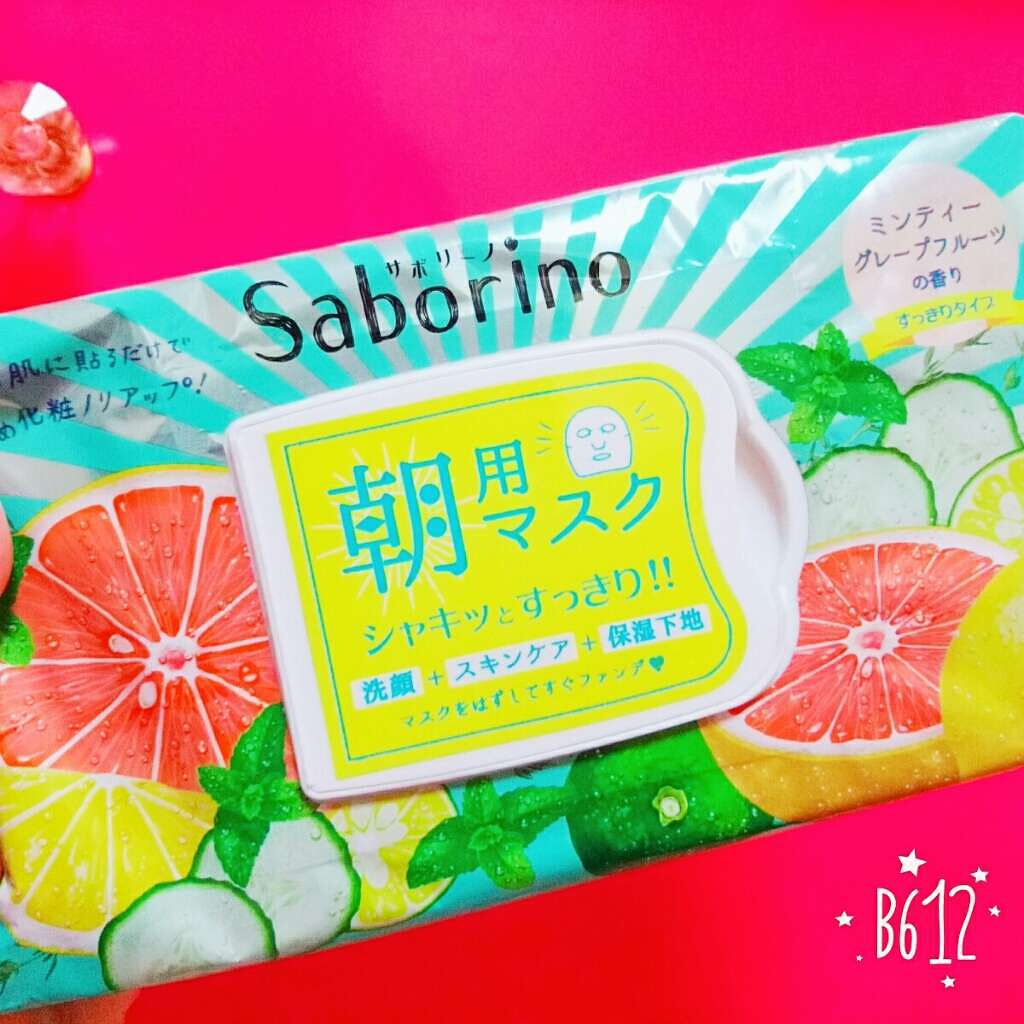 サボリーノ
Saborino
ミンティー
グレープフルーツ
の香り
すっきりタイプ
肌に貼るだけで
化粧ノリアップ!
朝用マスク
シャキッとすっきり!!
洗顔+スキンケア+保湿下地
マスクをはずしてすぐファンデ♥
B612